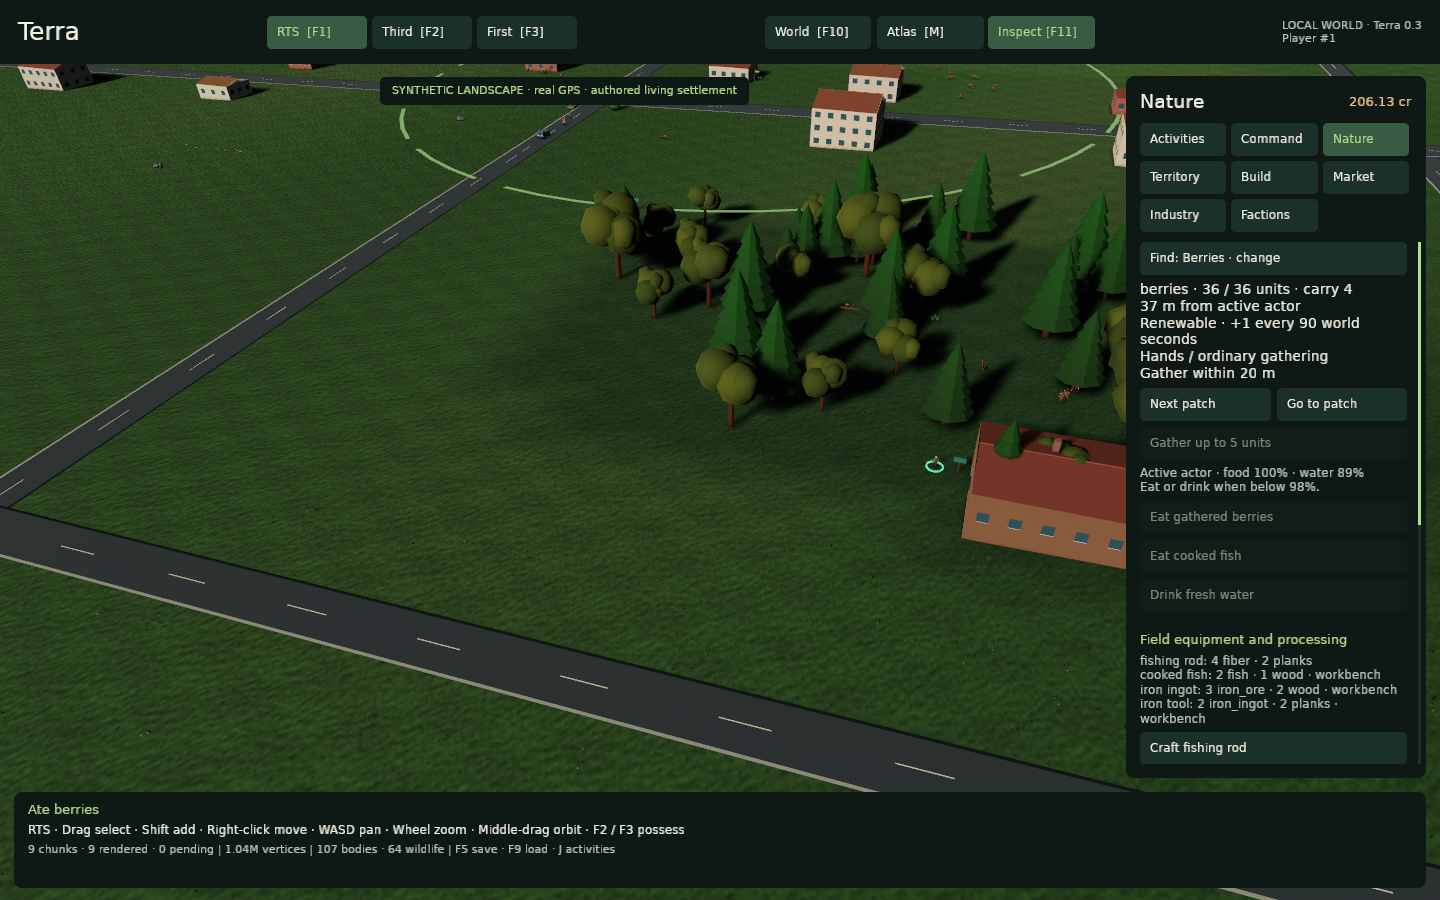 Terra
RTS [F1]
Third [F2]
First [F3]
World [F10]
Atlas [M]
Inspect [F11]
LOCAL WORLD · Terra 0.3
Player #1
SYNTHETIC LANDSCAPE · real GPS · authored living settlement
Nature
206.13 cr
Activities
Command
Nature
Territory
Build
Market
Industry
Factions
Find: Berries · change
berries · 36 / 36 units · carry 4
37 m from active actor
Renewable · +1 every 90 world
seconds
Hands / ordinary gathering
Gather within 20 m
Next patch
Go to patch
Gather up to 5 units
Active actor · food 100% · water 89%
Eat or drink when below 98%.
Eat gathered berries
Eat cooked fish
Drink fresh water
Field equipment and processing
fishing rod: 4 fiber · 2 planks
cooked fish: 2 fish · 1 wood · workbench
iron ingot: 3 iron_ore · 2 wood · workbench
iron tool: 2 iron_ingot · 2 planks ·
workbench
Craft fishing rod
Ate berries
RTS · Drag select · Shift add · Right-click move · WASD pan · Wheel zoom · Middle-drag orbit · F2 / F3 possess
9 chunks · 9 rendered · 0 pending | 1.04M vertices | 107 bodies · 64 wildlife | F5 save · F9 load · J activities